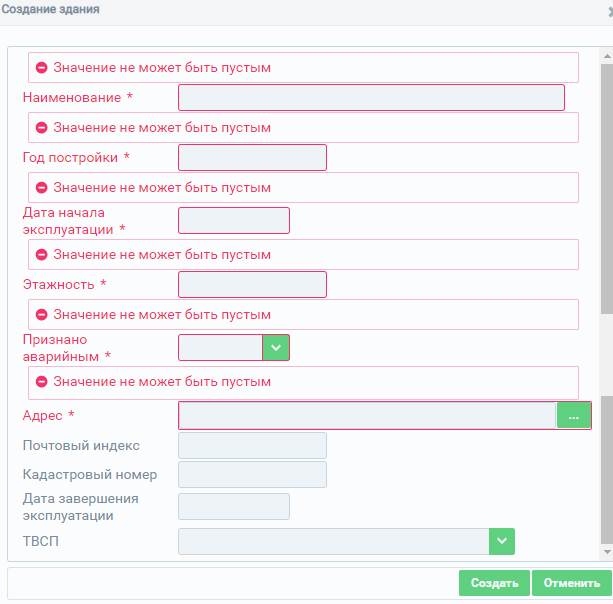 Создание здания
Значение не может быть пустым
Наименование *
Значение не может быть пустым
Год постройки *
Значение не может быть пустым
Дата начала
эксплуатации *
Значение не может быть пустым
Этажность *
Значение не может быть пустым
Признано
аварийным *
Значение не может быть пустым
Адрес *
...
Почтовый индекс
Кадастровый номер
Дата завершения
эксплуатации
ТВСП
Создать Отменить